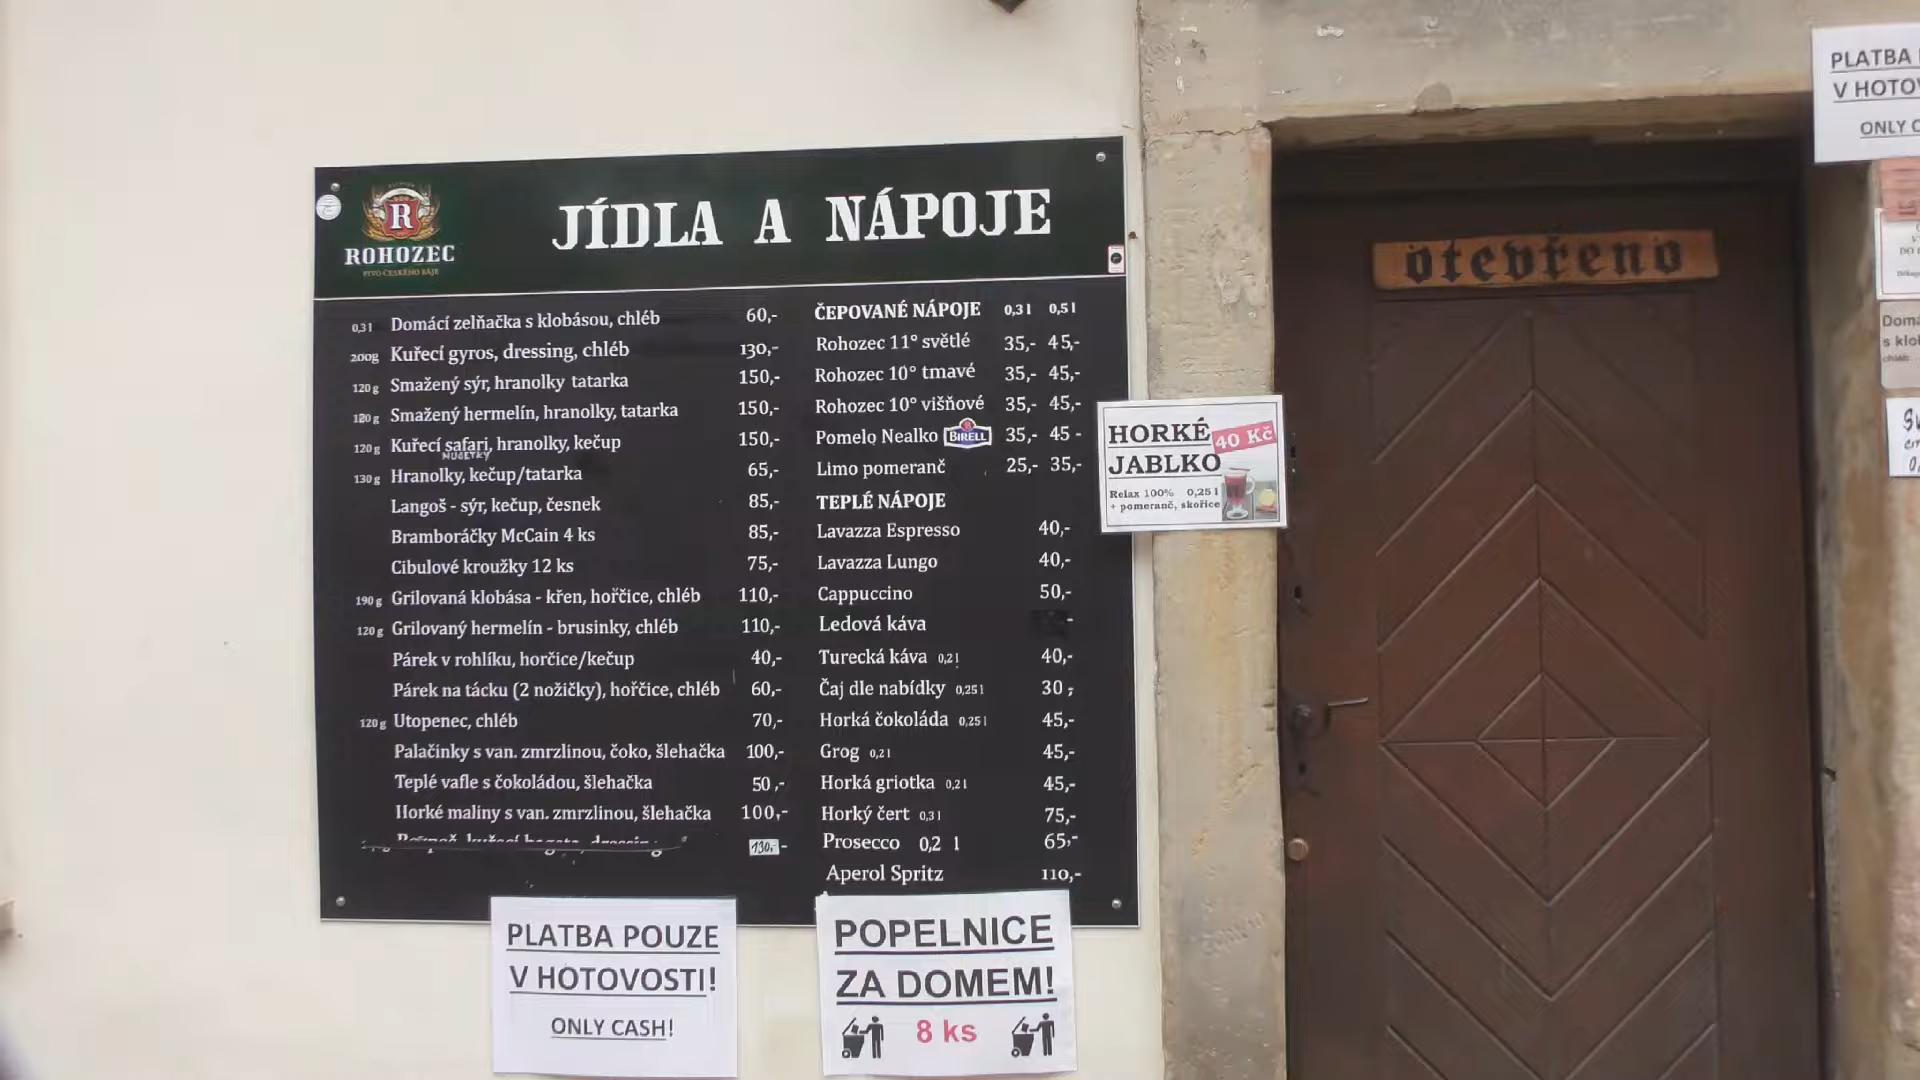 ROHOZEC
PIVO ČESKÉHO RÁJE
JÍDLA A NÁPOJE
0,3 l Domácí zelňačka s klobásou, chléb 60,-
200g Kuřecí gyros, dressing, chléb 130,-
120 g Smažený sýr, hranolky tatarka 150,-
120 g Smažený hermelín, hranolky, tatarka 150,-
120 g Kuřecí safari, hranolky, kečup 150,-
NUGETKY
130 g Hranolky, kečup/tatarka 65,-
Langoš - sýr, kečup, česnek 85,-
Bramboráčky McCain 4 ks 85,-
Cibulové kroužky 12 ks 75,-
190 g Grilovaná klobása - křen, hořčice, chléb 110,-
120 g Grilovaný hermelín - brusinky, chléb 110,-
Párek v rohlíku, horčice/kečup 40,-
Párek na tácku (2 nožičky), hořčice, chléb 60,-
120 g Utopenec, chléb 70,-
Palačinky s van. zmrzlinou, čoko, šlehačka 100,-
Teplé vafle s čokoládou, šlehačka 50,-
Horké maliny s van. zmrzlinou, šlehačka 100,-
130,-
ČEPOVANÉ NÁPOJE 0,3 l 0,5 l
Rohozec 11° světlé 35,- 45,-
Rohozec 10° tmavé 35,- 45,-
Rohozec 10° višňové 35,- 45,-
Pomelo Nealko BIRELL 35,- 45 -
Limo pomeranč 25,- 35,-
TEPLÉ NÁPOJE
Lavazza Espresso 40,-
Lavazza Lungo 40,-
Cappuccino 50,-
Ledová káva -
Turecká káva 0,2 l 40,-
Čaj dle nabídky 0,25 l 30,-
Horká čokoláda 0,25 l 45,-
Grog 0,2 l 45,-
Horká griotka 0,2 l 45,-
Horký čert 0,3 l 75,-
Prosecco 0,2 l 65,-
Aperol Spritz 110,-
PLATBA POUZE
V HOTOVOSTI!
ONLY CASH!
POPELNICE
ZA DOMEM!
8 ks
HORKÉ
JABLKO
40 Kč
Relax 100% 0,25 l
+ pomeranč, skořice
otevřeno
PLATBA
V HOTOV
ONLY C
Domá
s klo
chléb